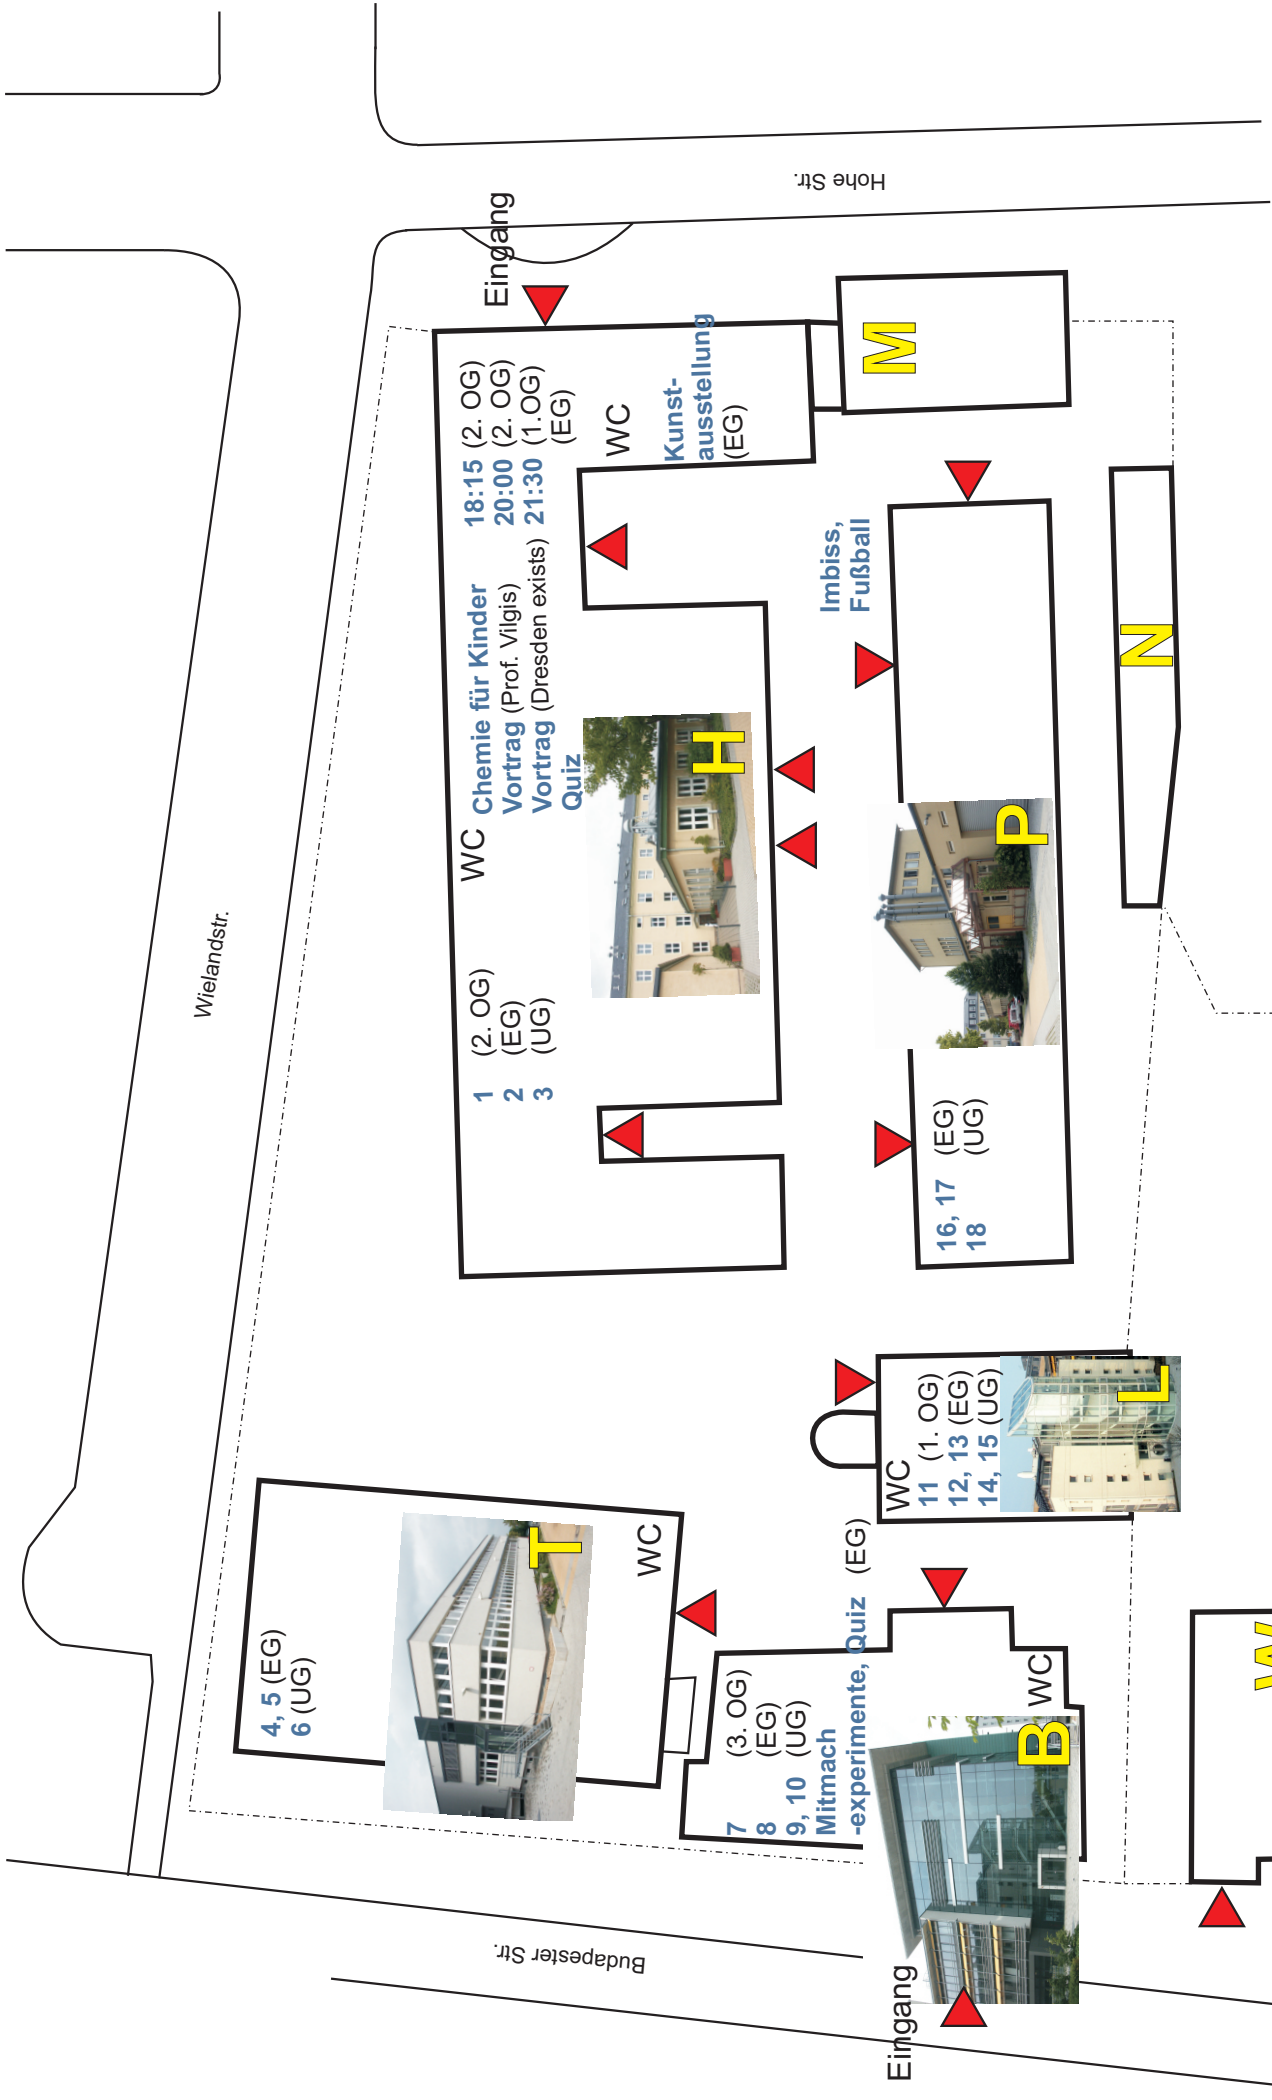 Wielandstr.
Hohe Str.
Budapester Str.
Eingang
Eingang
4, 5 (EG)
6 (UG)
WC
T
7 (3. OG)
8 (EG)
9, 10 (UG)
Mitmach
-experimente, Quiz (EG)
WC
B
WC
11 (1. OG)
12, 13 (EG)
14, 15 (UG)
L
1 (2. OG)
2 (EG)
3 (UG)
WC
Chemie für Kinder 18:15 (2. OG)
Vortrag (Prof. Vilgis) 20:00 (2. OG)
Vortrag (Dresden exists) 21:30 (1.OG)
Quiz (EG)
WC
Kunst-
ausstellung
(EG)
H
M
Imbiss,
Fußball
16, 17 (EG)
18 (UG)
P
N
W